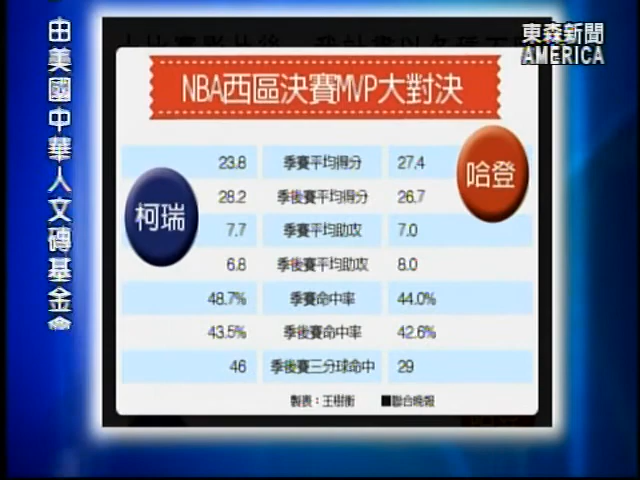 東森新聞
AMERICA
由美國中華人文磚基金會
NBA西區決賽MVP大對決
柯瑞
哈登
23.8 季賽平均得分 27.4
28.2 季後賽平均得分 26.7
7.7 季賽平均助攻 7.0
6.8 季後賽平均助攻 8.0
48.7% 季賽命中率 44.0%
43.5% 季後賽命中率 42.6%
46 季後賽三分球命中 29
製表：王樹衡 ■聯合晚報